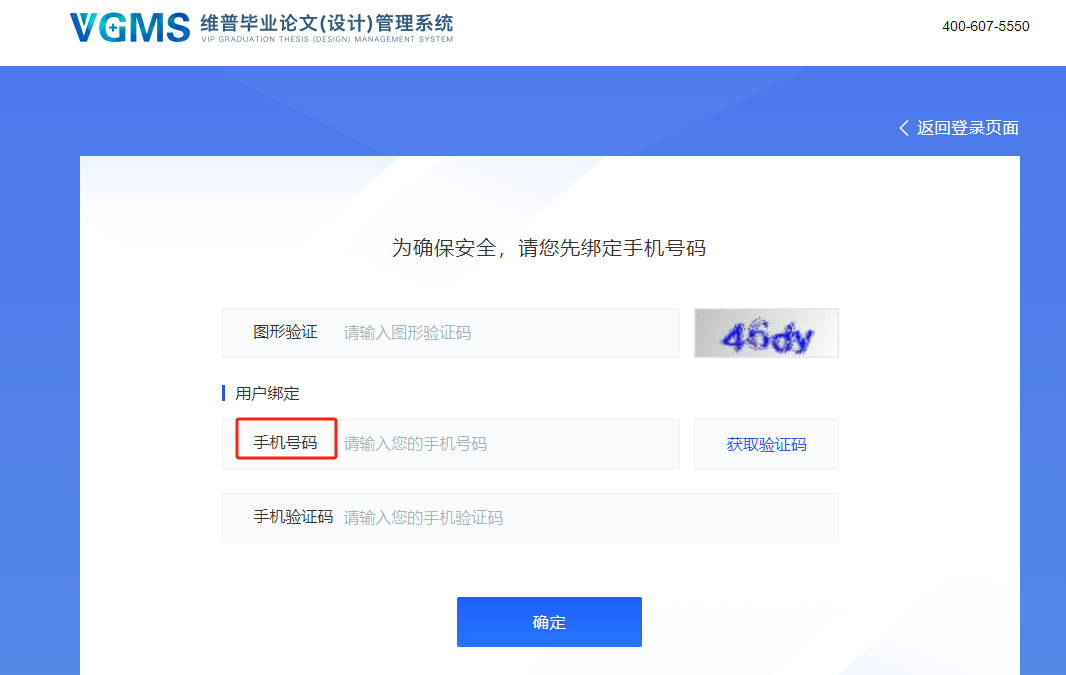 VGMS 维普毕业论文(设计)管理系统
VIP GRADUATION THESIS (DESIGN) MANAGEMENT SYSTEM
400-607-5550
返回登录页面
为确保安全，请您先绑定手机号码
图形验证 请输入图形验证码 46dy
用户绑定
手机号码 请输入您的手机号码 获取验证码
手机验证码 请输入您的手机验证码
确定